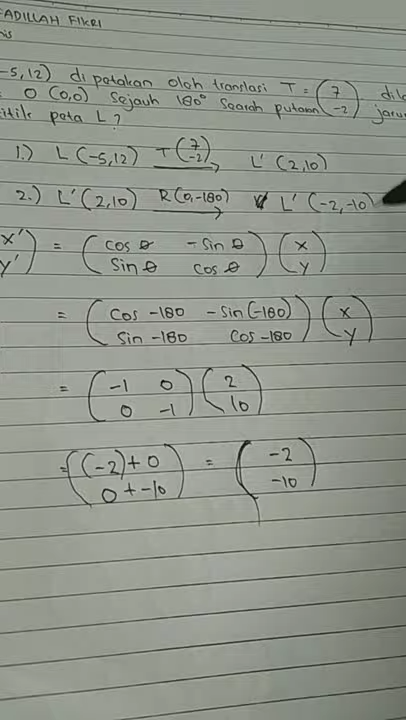 FADILLAH FIKRI
-5,12) di petakan oleh translasi T = ( 7 -2 )
O (0,0) sejauh 180° searah putaran jarum
titik peta L?
1.) L (-5,12) T( 7 -2 ) → L' (2,10)
2.) L' (2,10) R(0,-180) → L' (-2,-10)
( x' y' ) = ( cos θ -sin θ sin θ cos θ ) ( x y )
= ( cos -180 -sin(-180) sin -180 cos -180 ) ( x y )
= ( -1 0 0 -1 ) ( 2 10 )
= ( (-2) + 0 0 + -10 ) = ( -2 -10 )